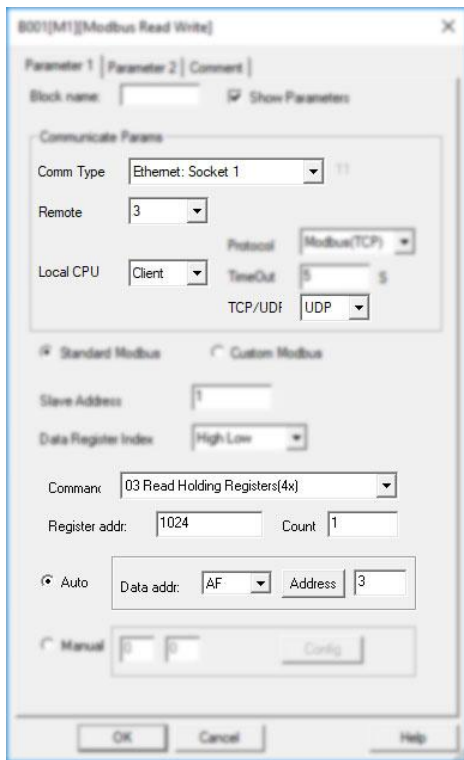 B001[M1][Modbus Read Write]
Parameter 1 Parameter 2 Comment
Block name: Show Parameters
Communicate Params
Comm Type Ethernet: Socket 1 11
Remote 3
Protocol Modbus(TCP)
Local CPU Client TimeOut 5 S
TCP/UDF UDP
Standard Modbus Custom Modbus
Slave Address 1
Data Register Index High Low
Comman( 03 Read Holding Registers(4x)
Register addr: 1024 Count 1
Auto Data addr: AF Address 3
Manual 0 0 Config
OK Cancel Help